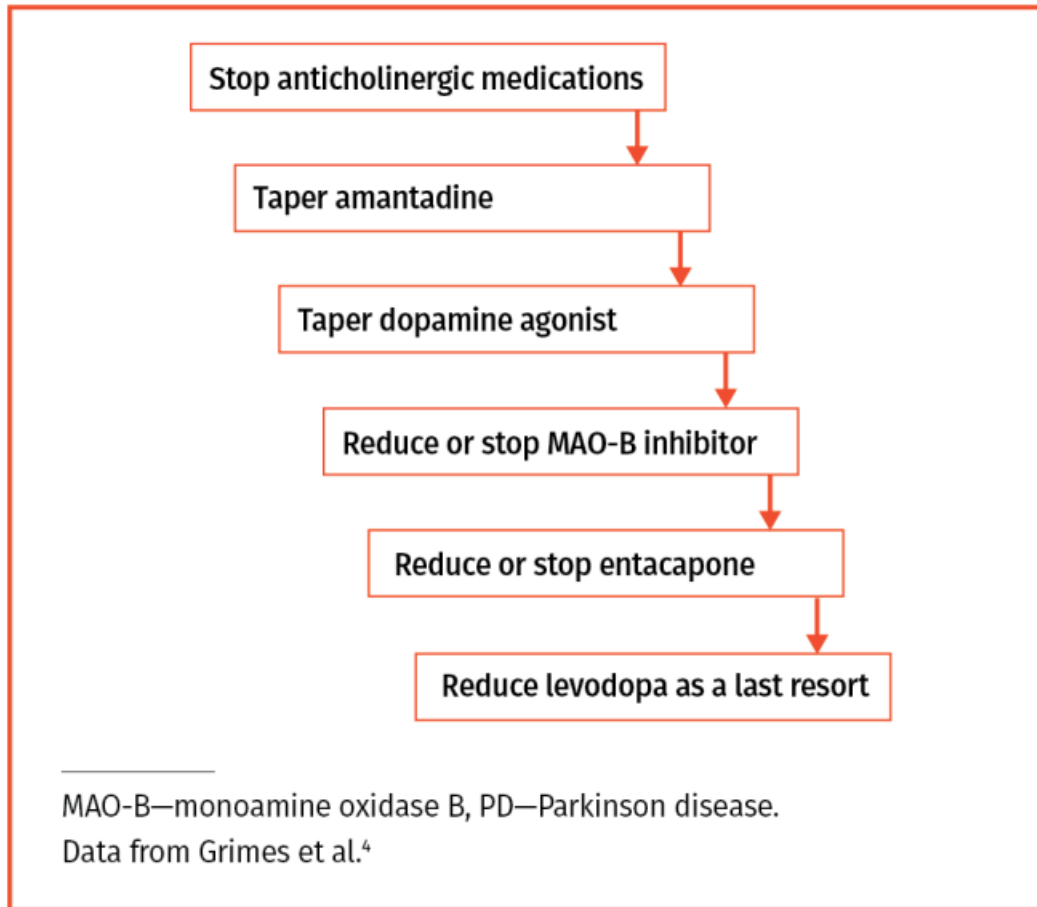 Stop anticholinergic medications
Taper amantadine
Taper dopamine agonist
Reduce or stop MAO-B inhibitor
Reduce or stop entacapone
Reduce levodopa as a last resort
MAO-B—monoamine oxidase B, PD—Parkinson disease.
Data from Grimes et al.⁴